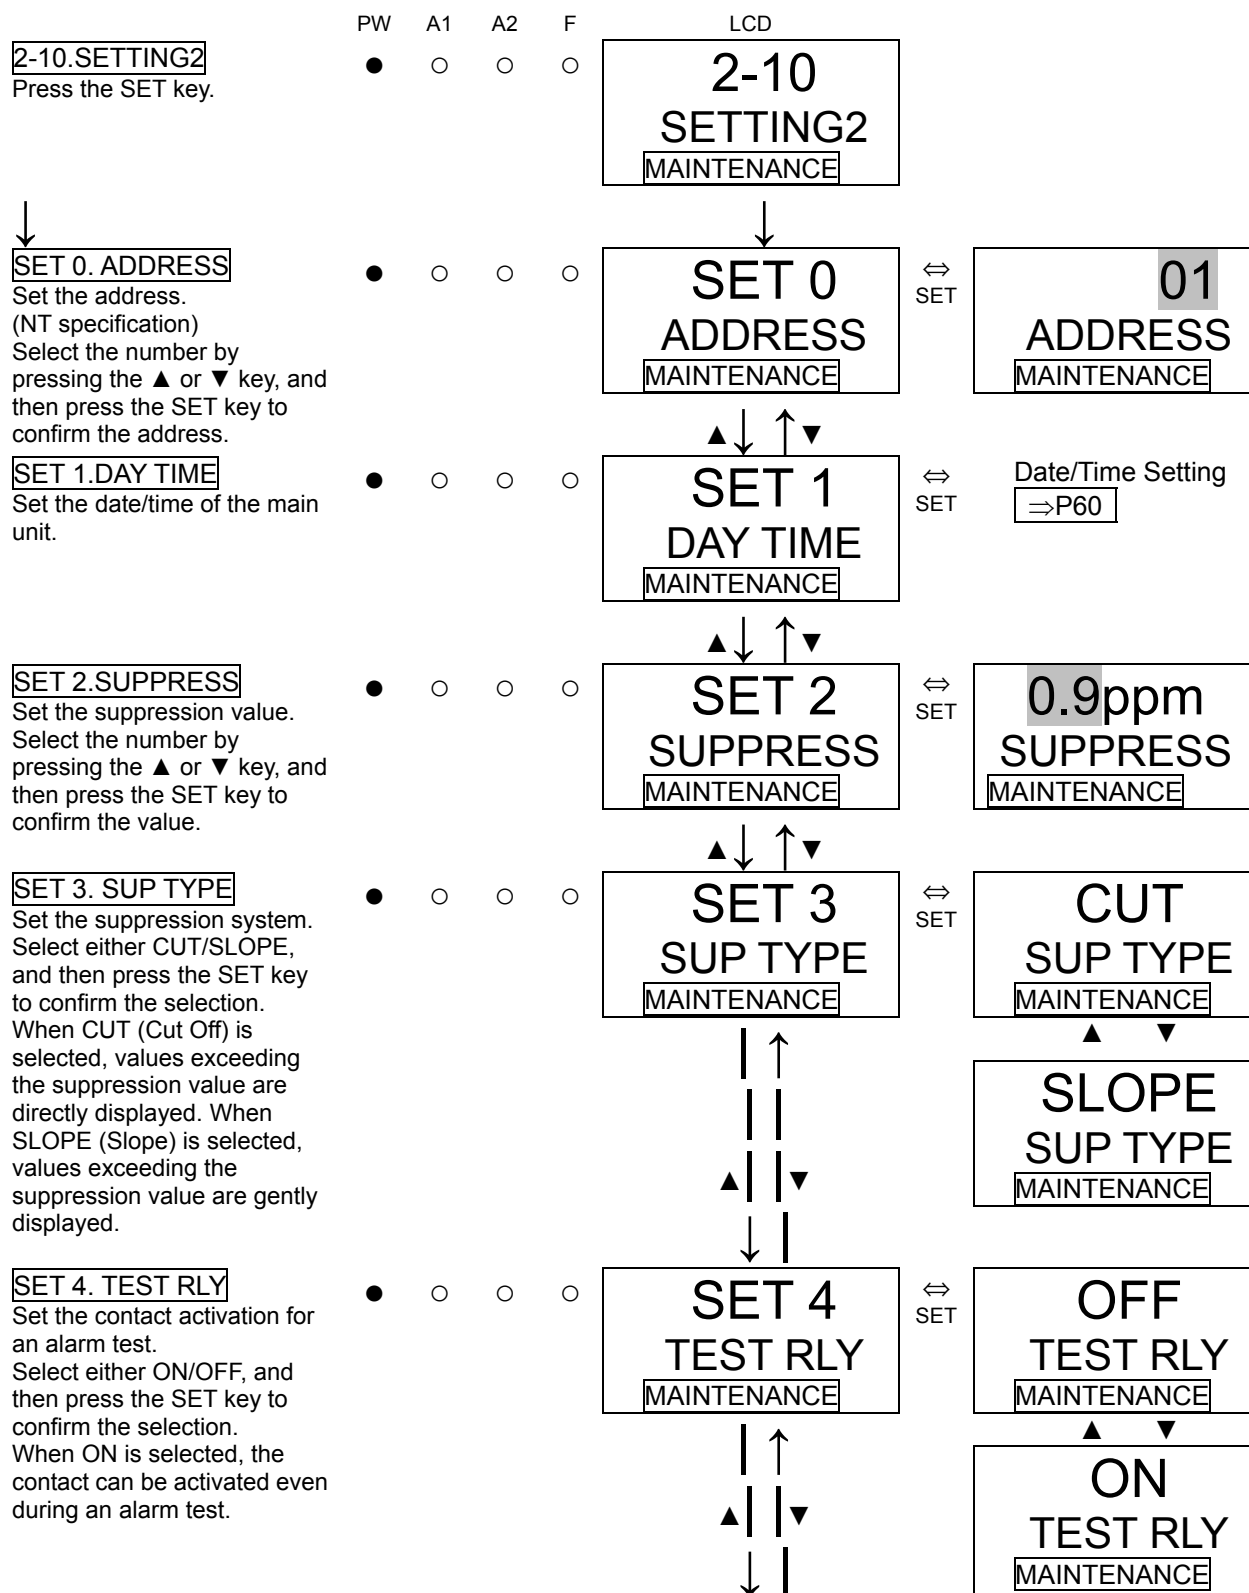 PW A1 A2 F LCD
2-10.SETTING2
Press the SET key.
● ○ ○ ○
2-10
SETTING2
MAINTENANCE
↓ ↓
SET 0. ADDRESS
Set the address.
(NT specification)
Select the number by
pressing the ▲ or ▼ key, and
then press the SET key to
confirm the address.
● ○ ○ ○
SET 0
ADDRESS
MAINTENANCE
⇔
SET
01
ADDRESS
MAINTENANCE
▲↓ ↑▼
SET 1.DAY TIME
Set the date/time of the main
unit.
● ○ ○ ○
SET 1
DAY TIME
MAINTENANCE
⇔
SET
Date/Time Setting
⇒P60
▲↓ ↑▼
SET 2.SUPPRESS
Set the suppression value.
Select the number by
pressing the ▲ or ▼ key, and
then press the SET key to
confirm the value.
● ○ ○ ○
SET 2
SUPPRESS
MAINTENANCE
⇔
SET
0.9ppm
SUPPRESS
MAINTENANCE
▲↓ ↑▼
SET 3. SUP TYPE
Set the suppression system.
Select either CUT/SLOPE,
and then press the SET key
to confirm the selection.
When CUT (Cut Off) is
selected, values exceeding
the suppression value are
directly displayed. When
SLOPE (Slope) is selected,
values exceeding the
suppression value are gently
displayed.
● ○ ○ ○
SET 3
SUP TYPE
MAINTENANCE
⇔
SET
CUT
SUP TYPE
MAINTENANCE
▲ ▼
SLOPE
SUP TYPE
MAINTENANCE
▲↓ ↑▼
SET 4. TEST RLY
Set the contact activation for
an alarm test.
Select either ON/OFF, and
then press the SET key to
confirm the selection.
When ON is selected, the
contact can be activated even
during an alarm test.
● ○ ○ ○
SET 4
TEST RLY
MAINTENANCE
⇔
SET
OFF
TEST RLY
MAINTENANCE
▲ ▼
ON
TEST RLY
MAINTENANCE
▲↓ ↑▼